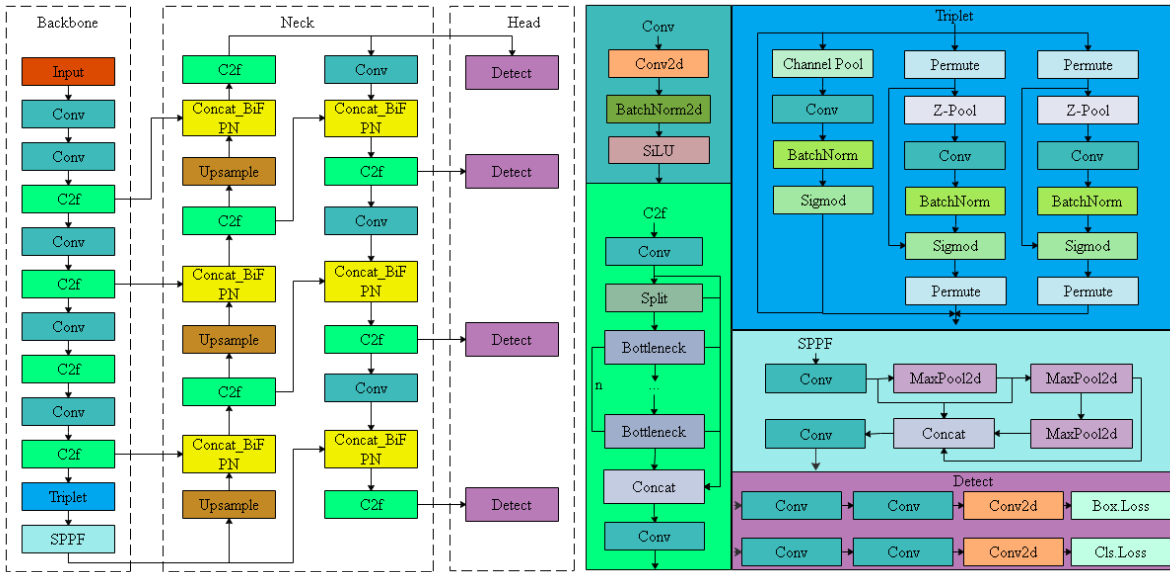 Backbone
Input
Conv
Conv
C2f
Conv
C2f
Conv
C2f
Conv
C2f
Triplet
SPPF
Neck
C2f
Concat_BiF
PN
Upsample
C2f
Concat_BiF
PN
Upsample
C2f
Concat_BiF
PN
Upsample
Conv
Concat_BiF
PN
C2f
Conv
Concat_BiF
PN
C2f
Conv
Concat_BiF
PN
C2f
Head
Detect
Detect
Detect
Detect
Conv
Conv2d
BatchNorm2d
SiLU
C2f
Conv
Split
Bottleneck
n
...
Bottleneck
Concat
Conv
Triplet
Channel Pool
Conv
BatchNorm
Sigmod
Permute
Z-Pool
Conv
BatchNorm
Sigmod
Permute
Permute
Z-Pool
Conv
BatchNorm
Sigmod
Permute
SPPF
Conv
MaxPool2d
MaxPool2d
Conv
Concat
MaxPool2d
Detect
Conv
Conv
Conv2d
Box.Loss
Conv
Conv
Conv2d
Cls.Loss